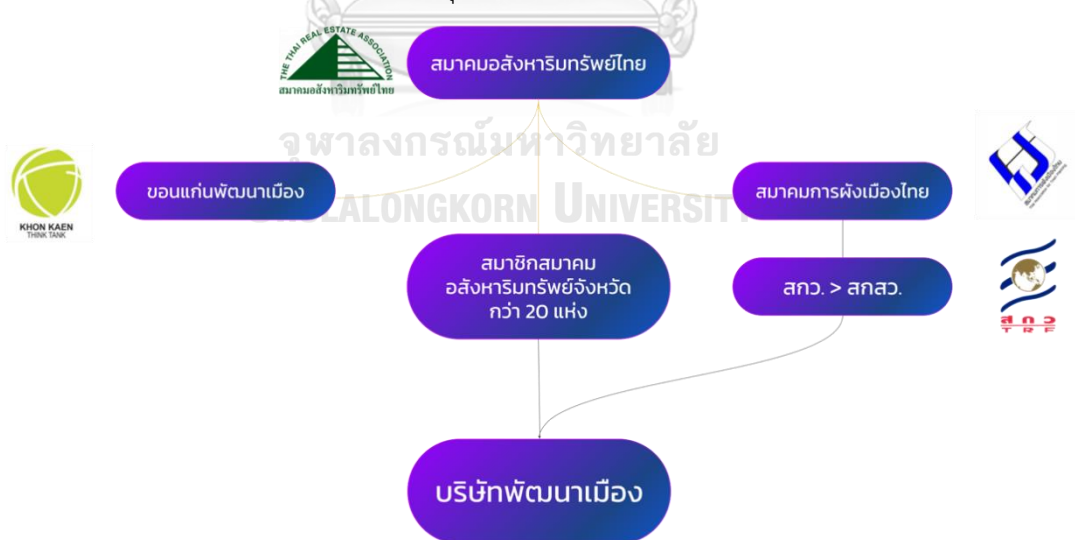 THE THAI REAL ESTATE ASSOCIATION
สมาคมอสังหาริมทรัพย์ไทย
สมาคมอสังหาริมทรัพย์ไทย
จุฬาลงกรณ์มหาวิทยาลัย
KHON KAEN
THINK TANK
ขอนแก่นพัฒนาเมือง
สมาคมการผังเมืองไทย
CHULALONGKORN UNIVERSITY
สมาชิกสมาคม
อสังหาริมทรัพย์จังหวัด
กว่า 20 แห่ง
สกว. > สกสว.
สกว
TRF
บริษัทพัฒนาเมือง